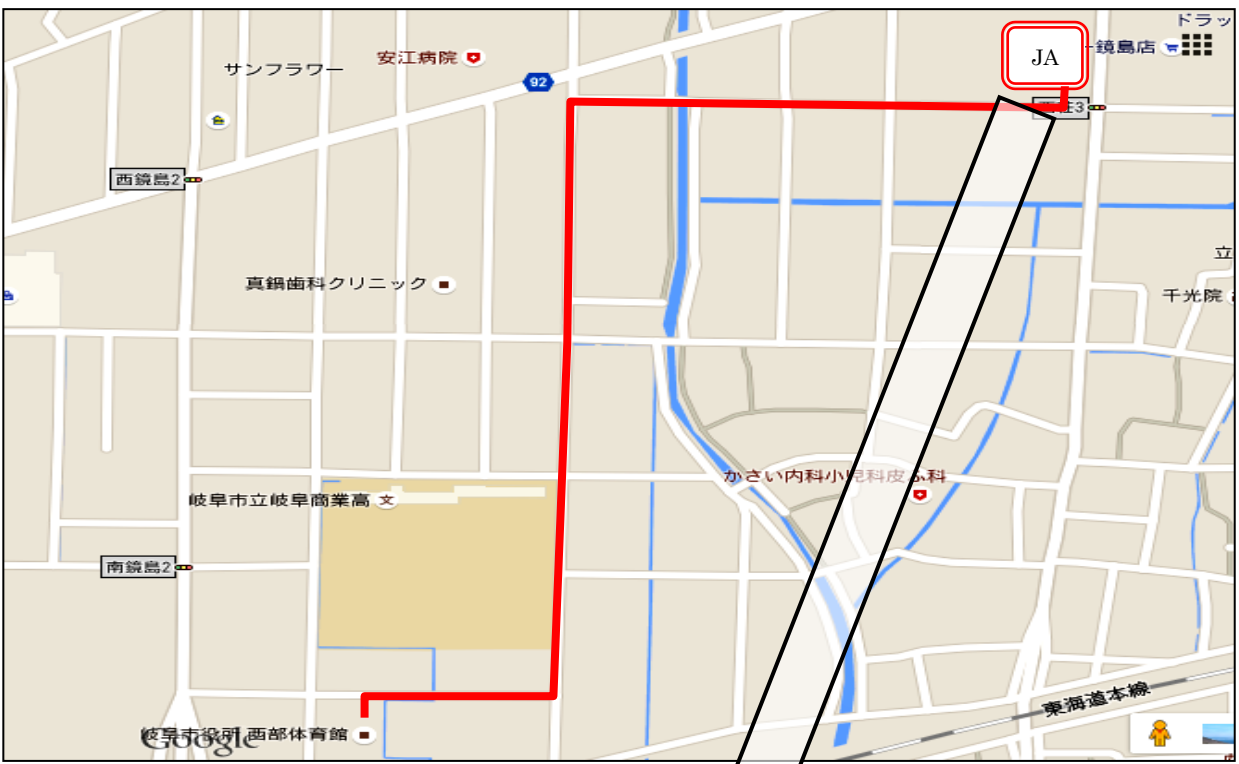 ドラッ
鏡島店
JA
安江病院
サンフラワー
92
西鏡島2
立
真鍋歯科クリニック
千光院
かさい内科小児科皮ふ科
岐阜市立岐阜商業高
文
南鏡島2
東海道本線
岐阜市役所 西部体育館
Google